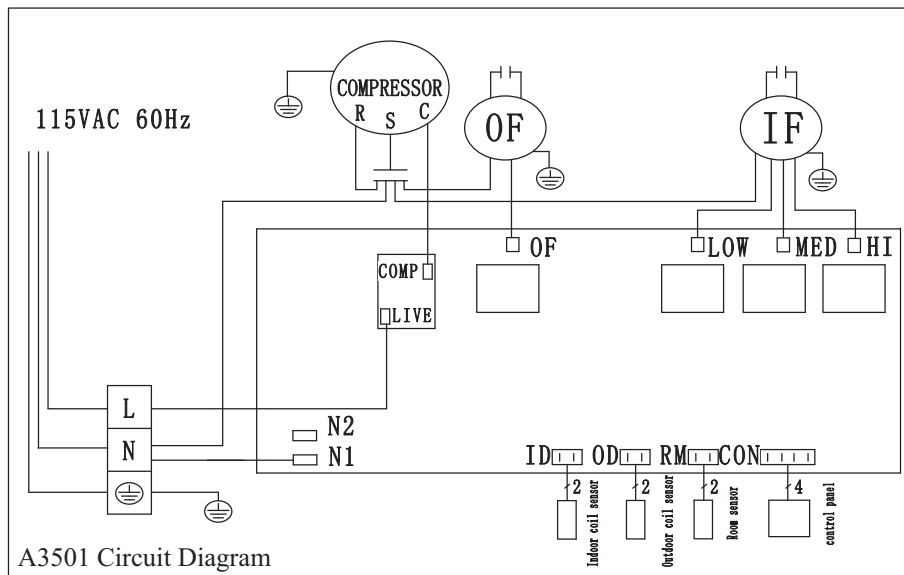 COMPRESSOR
R S C
OF
IF
115VAC 60Hz
OF
LOW
MED
HI
COMP
LIVE
L
N
N2
N1
ID
OD
RM
CON
2
2
2
4
Indoor coil sensor
Outdoor coil sensor
Room sensor
control panel
A3501 Circuit Diagram